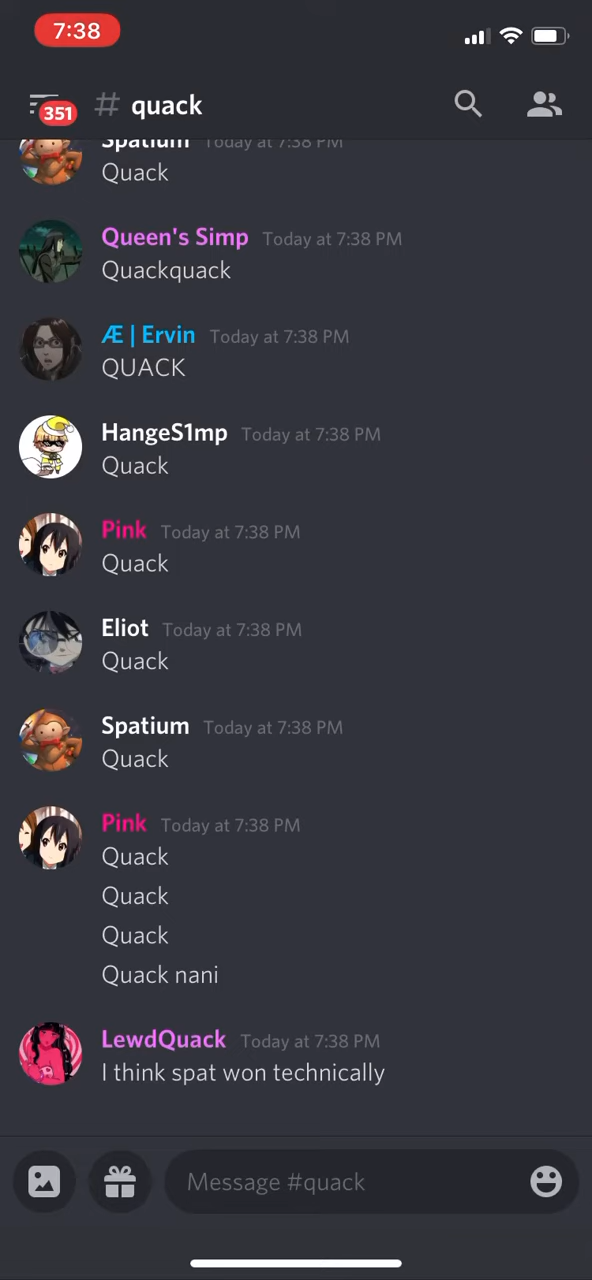 7:38
351
# quack
Spatium Today at 7:38 PM
Quack
Queen's Simp Today at 7:38 PM
Quackquack
Æ | Ervin Today at 7:38 PM
QUACK
HangeS1mp Today at 7:38 PM
Quack
Pink Today at 7:38 PM
Quack
Eliot Today at 7:38 PM
Quack
Spatium Today at 7:38 PM
Quack
Pink Today at 7:38 PM
Quack
Quack
Quack
Quack nani
LewdQuack Today at 7:38 PM
I think spat won technically
Message #quack